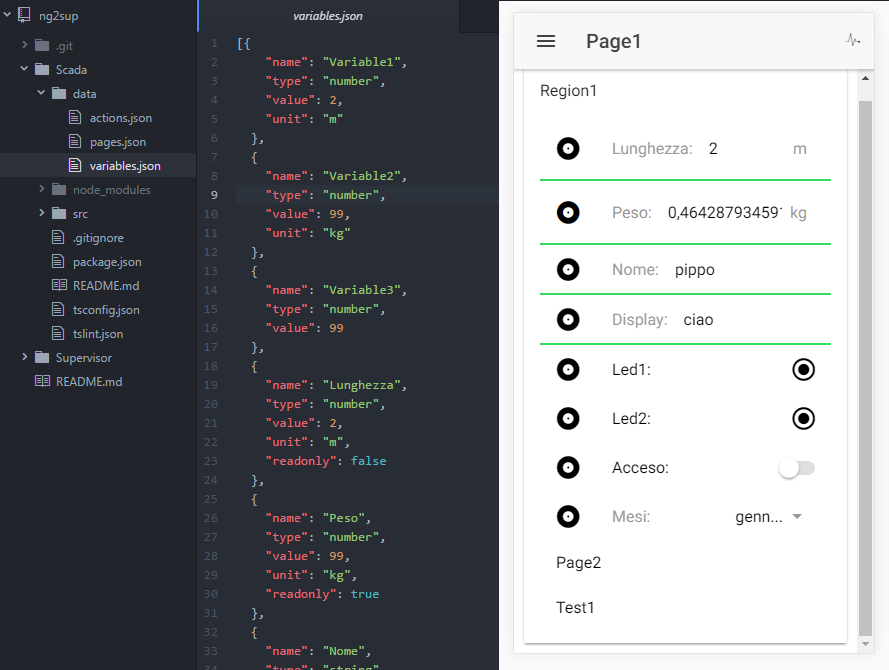 ng2sup
.git
Scada
data
actions.json
pages.json
variables.json
node_modules
src
.gitignore
package.json
README.md
tsconfig.json
tslint.json
Supervisor
README.md
variables.json
1 [{
2 "name": "Variable1",
3 "type": "number",
4 "value": 2,
5 "unit": "m"
6 },
7 {
8 "name": "Variable2",
9 "type": "number",
10 "value": 99,
11 "unit": "kg"
12 },
13 {
14 "name": "Variable3",
15 "type": "number",
16 "value": 99
17 },
18 {
19 "name": "Lunghezza",
20 "type": "number",
21 "value": 2,
22 "unit": "m",
23 "readonly": false
24 },
25 {
26 "name": "Peso",
27 "type": "number",
28 "value": 99,
29 "unit": "kg",
30 "readonly": true
31 },
32 {
33 "name": "Nome",
34 "type": "string"
Page1
Region1
Lunghezza: 2 m
Peso: 0,46428793459 kg
Nome: pippo
Display: ciao
Led1:
Led2:
Acceso:
Mesi: genn...
Page2
Test1